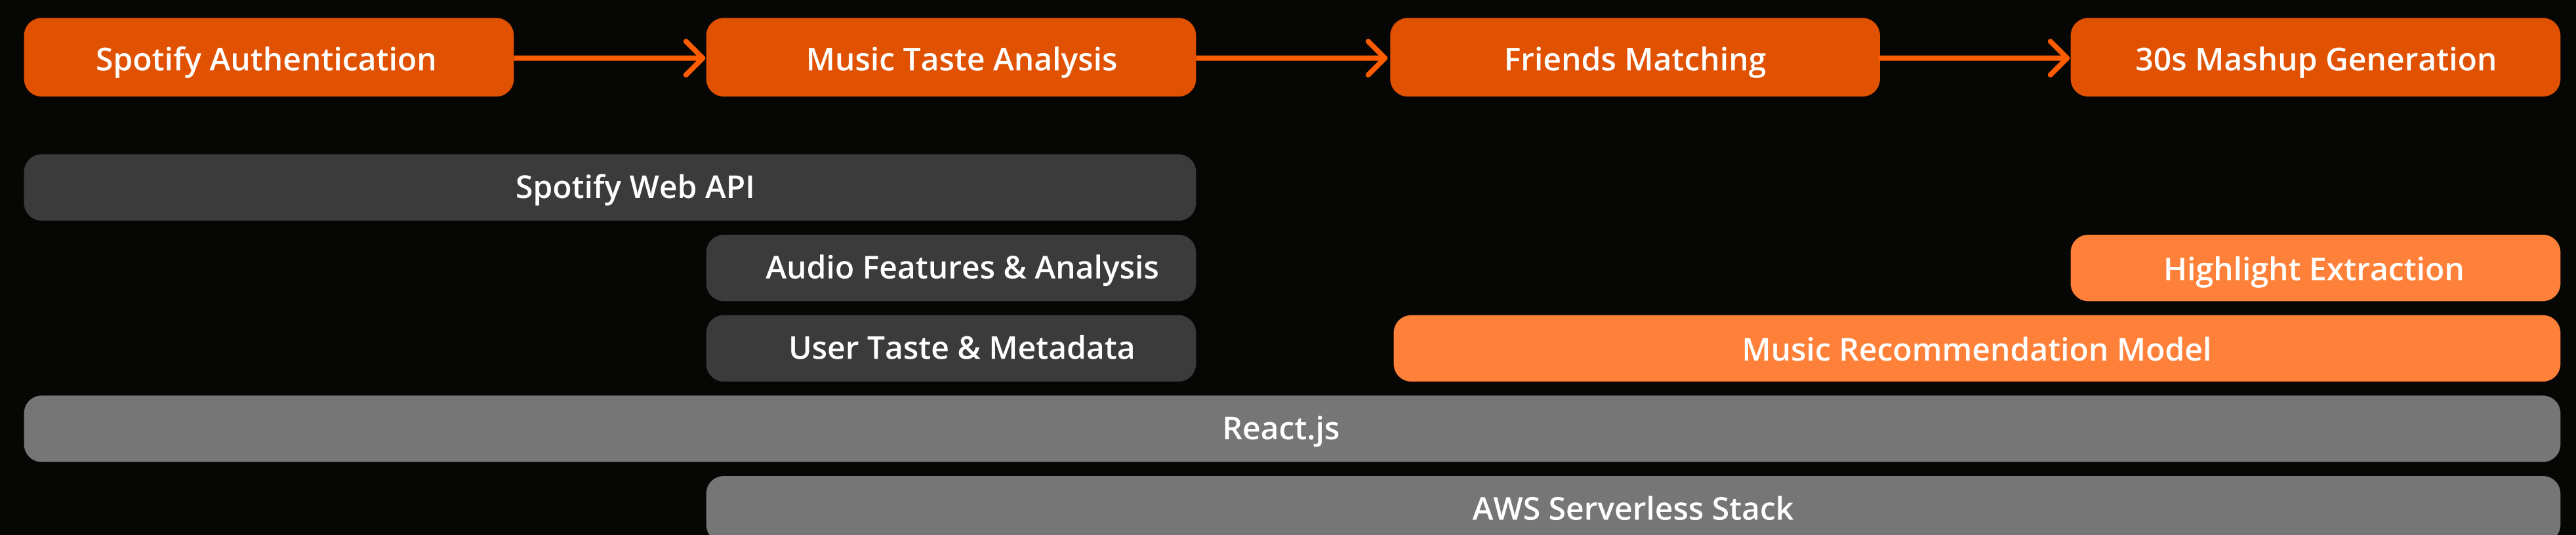 Spotify Authentication
Music Taste Analysis
Friends Matching
30s Mashup Generation
Spotify Web API
Audio Features & Analysis
Highlight Extraction
User Taste & Metadata
Music Recommendation Model
React.js
AWS Serverless Stack